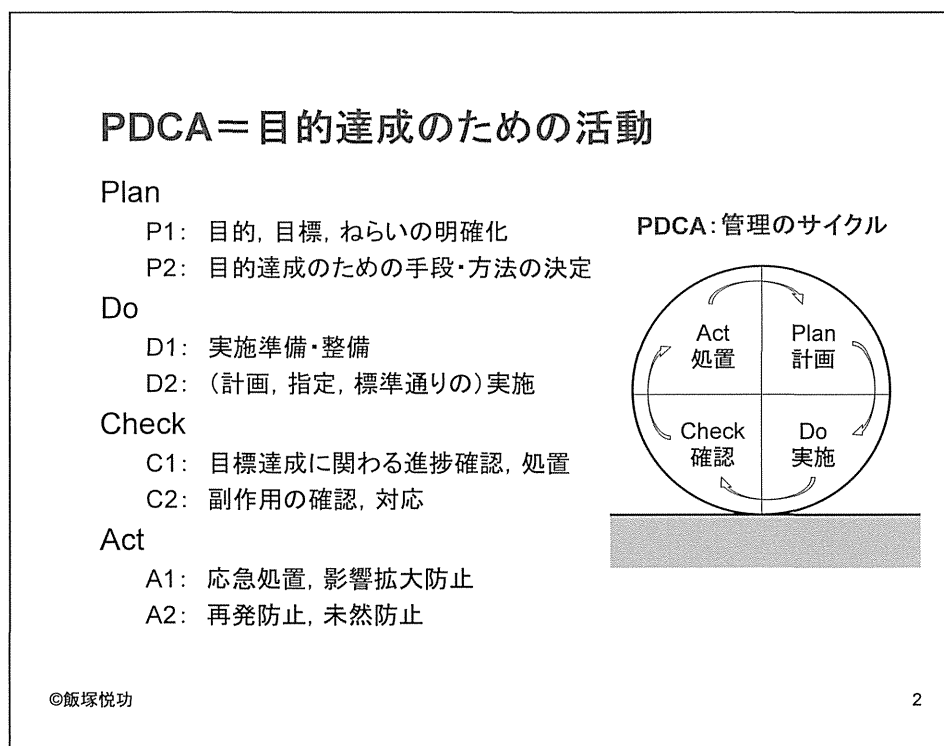 PDCA＝目的達成のための活動
Plan
P1: 目的, 目標, ねらいの明確化
P2: 目的達成のための手段・方法の決定
Do
D1: 実施準備・整備
D2: (計画, 指定, 標準通りの)実施
Check
C1: 目標達成に関わる進捗確認, 処置
C2: 副作用の確認, 対応
Act
A1: 応急処置, 影響拡大防止
A2: 再発防止, 未然防止
PDCA:管理のサイクル
Act
処置
Plan
計画
Check
確認
Do
実施
©飯塚悦功
2